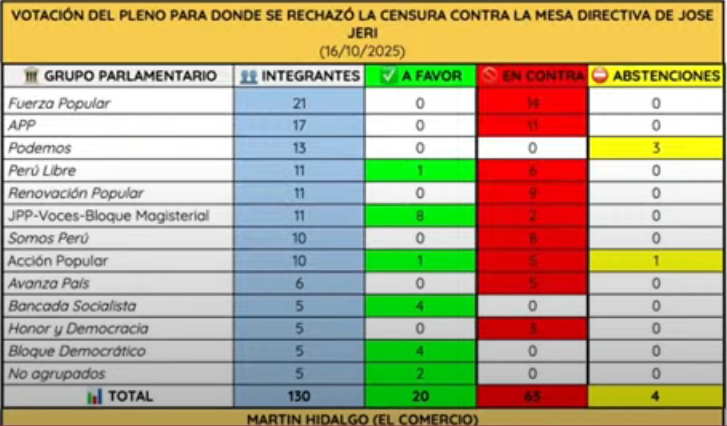 VOTACIÓN DEL PLENO PARA DONDE SE RECHAZÓ LA CENSURA CONTRA LA MESA DIRECTIVA DE JOSE
JERI
(16/10/2025)
GRUPO PARLAMENTARIO INTEGRANTES A FAVOR EN CONTRA ABSTENCIONES
Fuerza Popular 21 0 14 0
APP 17 0 11 0
Podemos 13 0 0 3
Perú Libre 11 1 6 0
Renovación Popular 11 0 9 0
JPP-Voces-Bloque Magisterial 11 8 2 0
Somos Perú 10 0 8 0
Acción Popular 10 1 5 1
Avanza País 6 0 5 0
Bancada Socialista 5 4 0 0
Honor y Democracia 5 0 3 0
Bloque Democrático 5 4 0 0
No agrupados 5 2 0 0
TOTAL 130 20 63 4
MARTIN HIDALGO (EL COMERCIO)